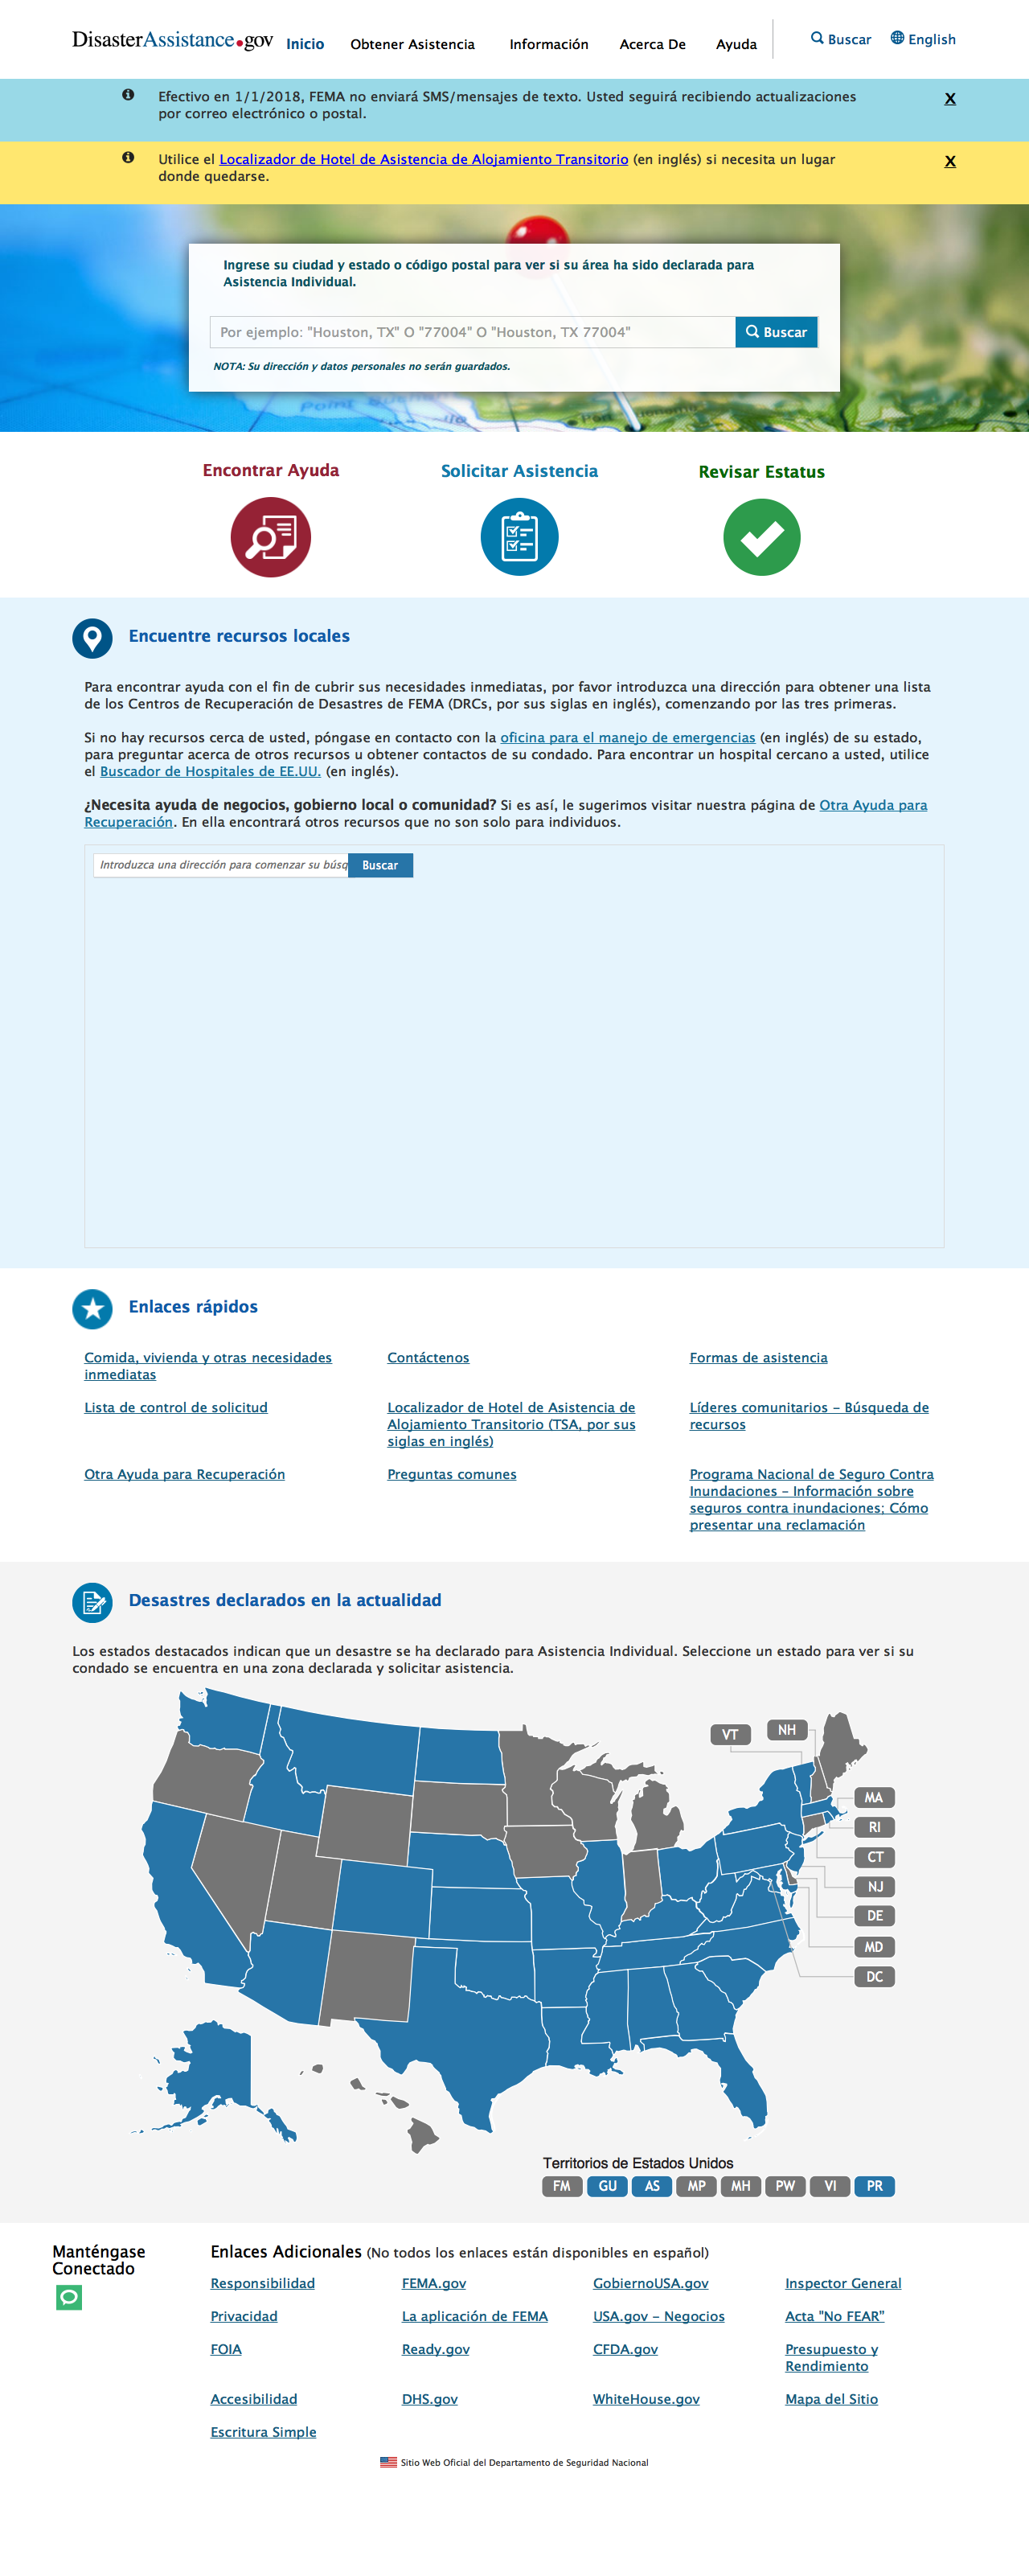 DisasterAssistance.gov
Inicio
Obtener Asistencia
Información
Acerca De
Ayuda
Buscar
English
Efectivo en 1/1/2018, FEMA no enviará SMS/mensajes de texto. Usted seguirá recibiendo actualizaciones
por correo electrónico o postal.
X
Utilice el Localizador de Hotel de Asistencia de Alojamiento Transitorio (en inglés) si necesita un lugar
donde quedarse.
X
Ingrese su ciudad y estado o código postal para ver si su área ha sido declarada para
Asistencia Individual.
Por ejemplo: "Houston, TX" O "77004" O "Houston, TX 77004"
Buscar
NOTA: Su dirección y datos personales no serán guardados.
Encontrar Ayuda
Solicitar Asistencia
Revisar Estatus
Encuentre recursos locales
Para encontrar ayuda con el fin de cubrir sus necesidades inmediatas, por favor introduzca una dirección para obtener una lista
de los Centros de Recuperación de Desastres de FEMA (DRCs, por sus siglas en inglés), comenzando por las tres primeras.
Si no hay recursos cerca de usted, póngase en contacto con la oficina para el manejo de emergencias (en inglés) de su estado,
para preguntar acerca de otros recursos u obtener contactos de su condado. Para encontrar un hospital cercano a usted, utilice
el Buscador de Hospitales de EE.UU. (en inglés).
¿Necesita ayuda de negocios, gobierno local o comunidad? Si es así, le sugerimos visitar nuestra página de Otra Ayuda para
Recuperación. En ella encontrará otros recursos que no son solo para individuos.
Introduzca una dirección para comenzar su búsq
Buscar
Enlaces rápidos
Comida, vivienda y otras necesidades
inmediatas
Contáctenos
Formas de asistencia
Lista de control de solicitud
Localizador de Hotel de Asistencia de
Alojamiento Transitorio (TSA, por sus
siglas en inglés)
Líderes comunitarios – Búsqueda de
recursos
Otra Ayuda para Recuperación
Preguntas comunes
Programa Nacional de Seguro Contra
Inundaciones – Información sobre
seguros contra inundaciones; Cómo
presentar una reclamación
Desastres declarados en la actualidad
Los estados destacados indican que un desastre se ha declarado para Asistencia Individual. Seleccione un estado para ver si su
condado se encuentra en una zona declarada y solicitar asistencia.
VT
NH
MA
RI
CT
NJ
DE
MD
DC
Territorios de Estados Unidos
FM
GU
AS
MP
MH
PW
VI
PR
Manténgase
Conectado
Enlaces Adicionales (No todos los enlaces están disponibles en español)
Responsibilidad
FEMA.gov
GobiernoUSA.gov
Inspector General
Privacidad
La aplicación de FEMA
USA.gov – Negocios
Acta "No FEAR"
FOIA
Ready.gov
CFDA.gov
Presupuesto y
Rendimiento
Accesibilidad
DHS.gov
WhiteHouse.gov
Mapa del Sitio
Escritura Simple
Sitio Web Oficial del Departamento de Seguridad Nacional